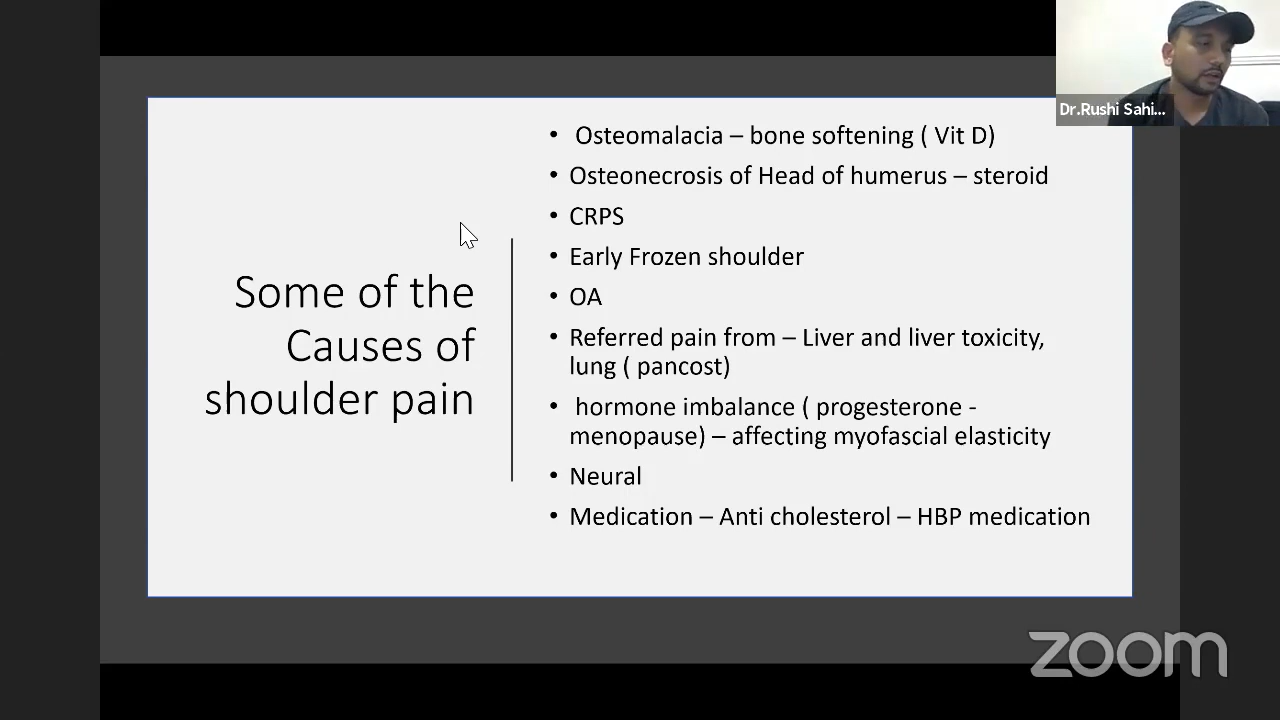 Dr.Rushi Sahi...
Some of the
Causes of
shoulder pain
• Osteomalacia – bone softening ( Vit D)
• Osteonecrosis of Head of humerus – steroid
• CRPS
• Early Frozen shoulder
• OA
• Referred pain from – Liver and liver toxicity,
lung ( pancost)
• hormone imbalance ( progesterone -
menopause) – affecting myofascial elasticity
• Neural
• Medication – Anti cholesterol – HBP medication
zoom